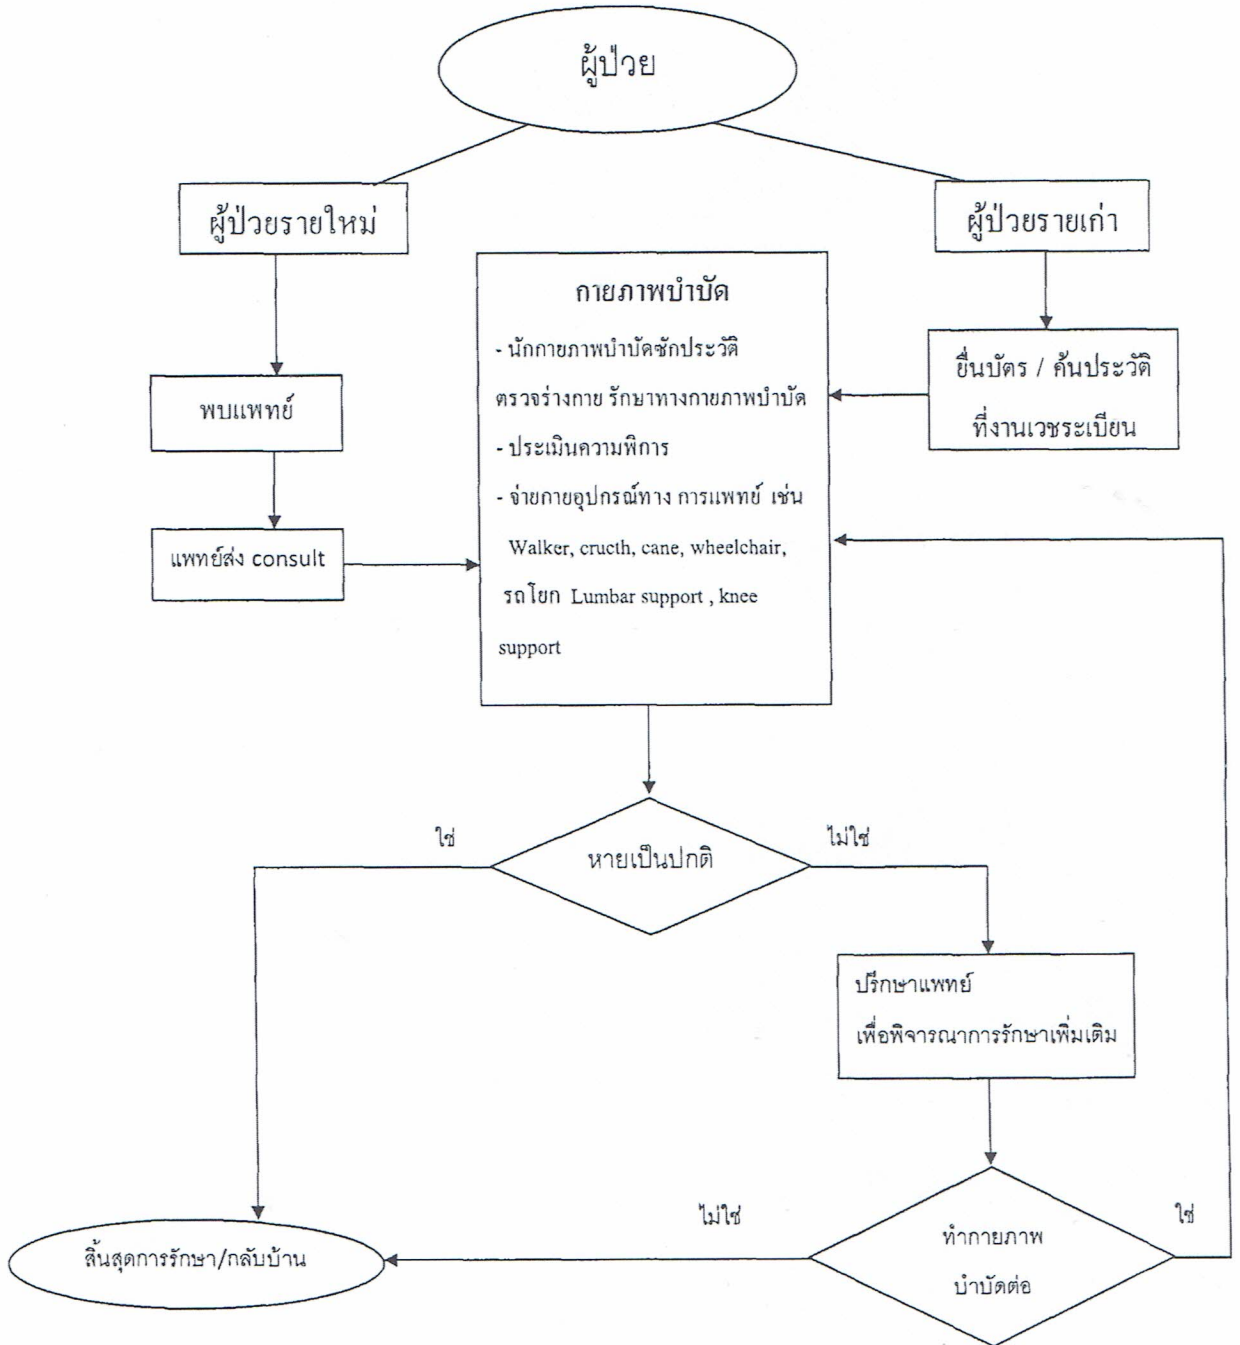 ผู้ป่วย
ผู้ป่วยรายใหม่
ผู้ป่วยรายเก่า
กายภาพบำบัด
- นักกายภาพบำบัดซักประวัติ
ตรวจร่างกาย รักษาทางกายภาพบำบัด
- ประเมินความพิการ
- จ่ายกายอุปกรณ์ทาง การแพทย์ เช่น
Walker, cructh, cane, wheelchair,
รถโยก Lumbar support , knee
support
ยื่นบัตร / ค้นประวัติ
ที่งานเวชระเบียน
พบแพทย์
แพทย์ส่ง consult
ใช่
ไม่ใช่
หายเป็นปกติ
ปรึกษาแพทย์
เพื่อพิจารณาการรักษาเพิ่มเติม
ไม่ใช่
ใช่
ทำกายภาพ
บำบัดต่อ
สิ้นสุดการรักษา/กลับบ้าน